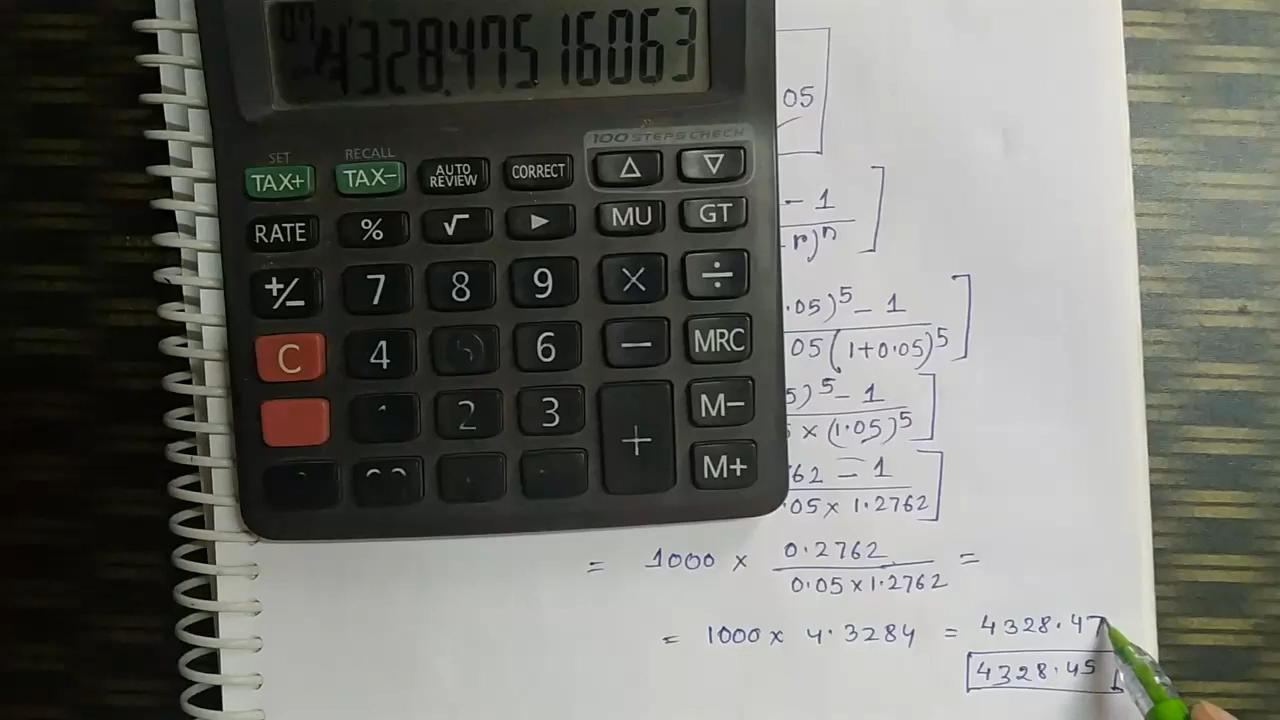 07
4328.47516063
05
100 STEPS CHECK
SET
RECALL
TAX+ TAX- AUTO REVIEW CORRECT △ ▽
RATE % √ ► MU GT
- 1
r)ⁿ
+/- 7 8 9 × ÷
.05)⁵ - 1
05(1+0.05)⁵
C 4 5 6 - MRC
5)⁵ - 1
× (1.05)⁵
2 3 + M-
62 - 1
.05 × 1.2762
M+
= 1000 × 0.2762 =
0.05 × 1.2762
= 1000 × 4.3284 = 4328.47
4328.45